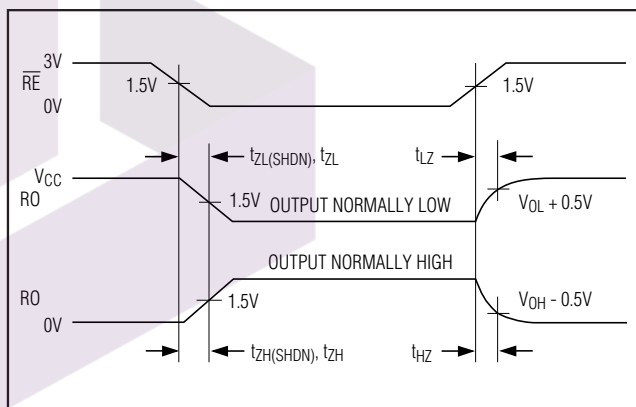 3V
R̅E̅
0V
1.5V
1.5V
tZL(SHDN), tZL
tLZ
VCC
RO
1.5V
OUTPUT NORMALLY LOW
VOL + 0.5V
OUTPUT NORMALLY HIGH
RO
0V
1.5V
VOH - 0.5V
tZH(SHDN), tZH
tHZ